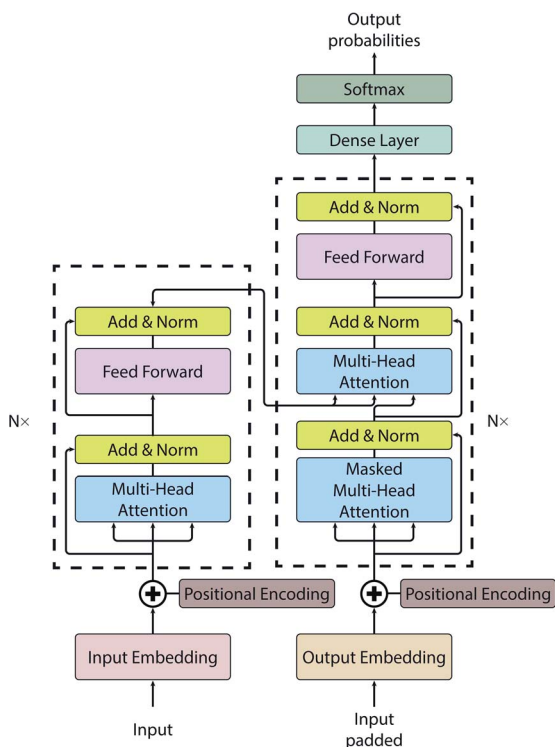 Output
probabilities
Softmax
Dense Layer
Add & Norm
Feed Forward
Add & Norm
Multi-Head
Attention
Add & Norm
Masked
Multi-Head
Attention
N×
Positional Encoding
Output Embedding
Input
padded
Add & Norm
Feed Forward
N×
Add & Norm
Multi-Head
Attention
Positional Encoding
Input Embedding
Input